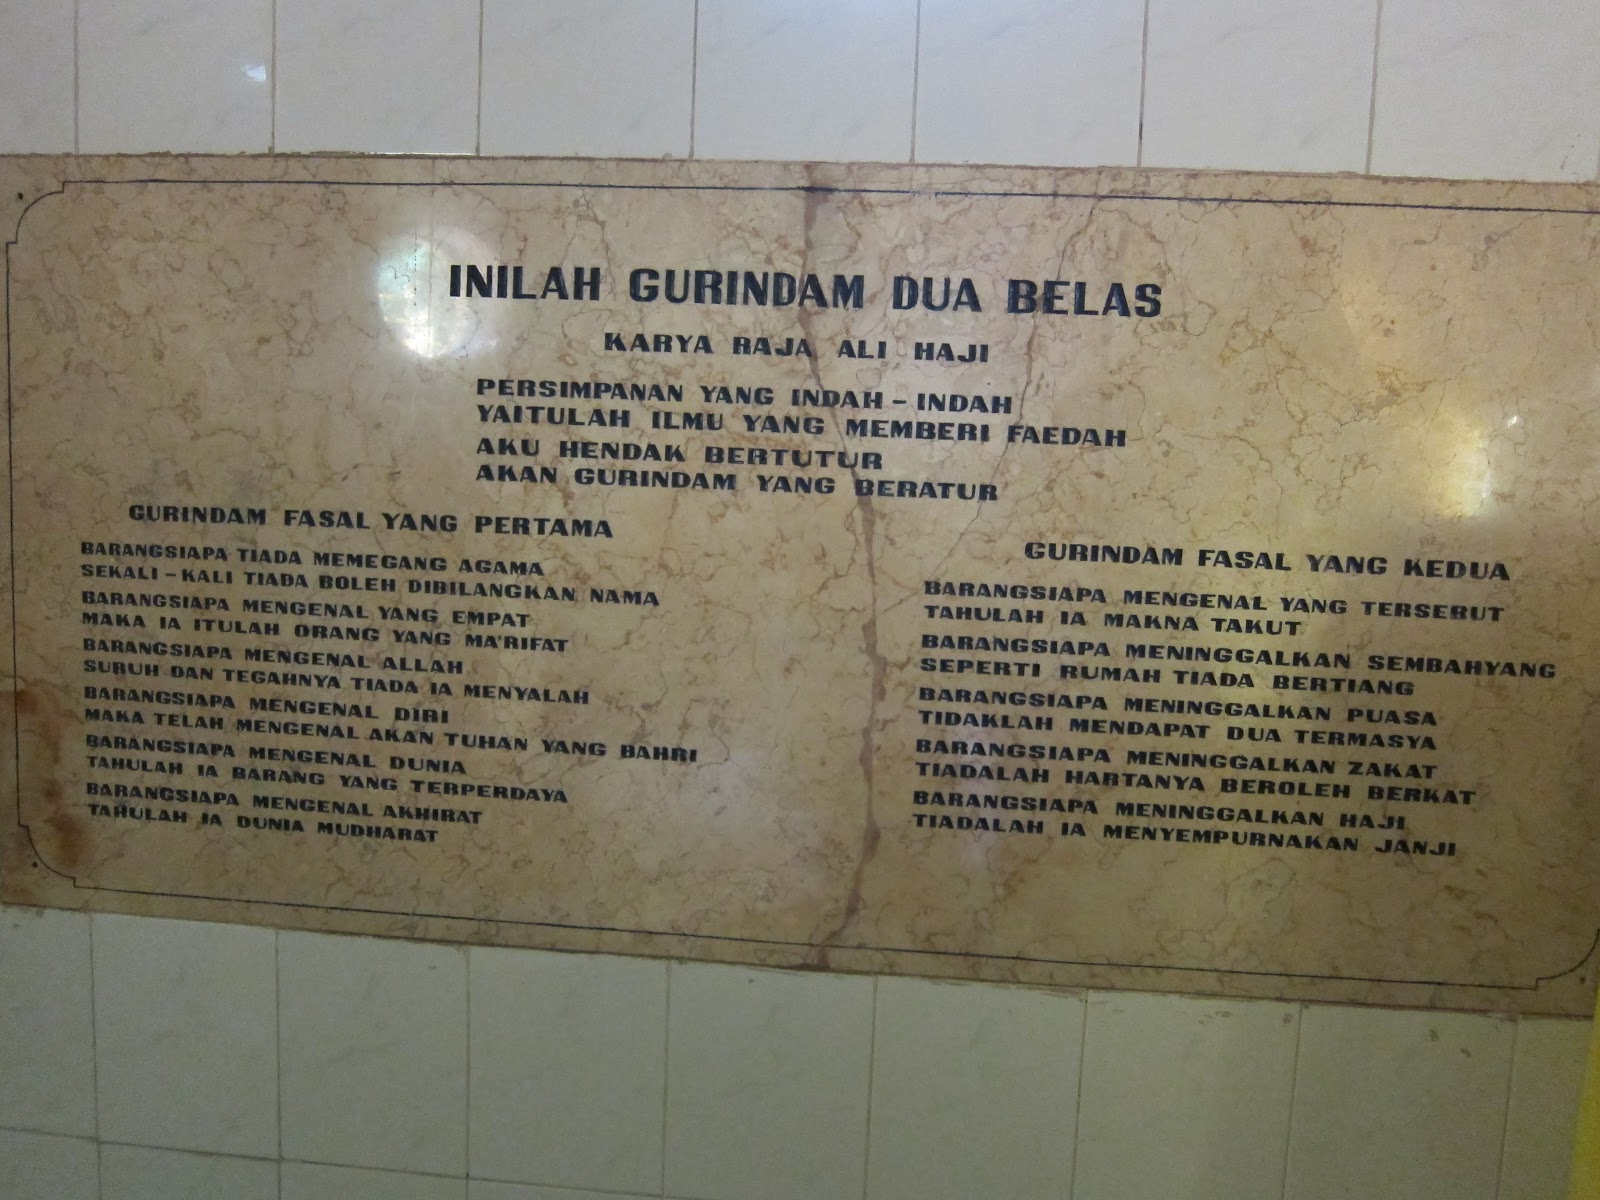 INILAH GURINDAM DUA BELAS
KARYA RAJA ALI HAJI
PERSIMPANAN YANG INDAH – INDAH
YAITULAH ILMU YANG MEMBERI FAEDAH
AKU HENDAK BERTUTUR
AKAN GURINDAM YANG BERATUR
GURINDAM FASAL YANG PERTAMA
BARANGSIAPA TIADA MEMEGANG AGAMA
SEKALI – KALI TIADA BOLEH DIBILANGKAN NAMA
BARANGSIAPA MENGENAL YANG EMPAT
MAKA IA ITULAH ORANG YANG MA'RIFAT
BARANGSIAPA MENGENAL ALLAH
SURUH DAN TEGAHNYA TIADA IA MENYALAH
BARANGSIAPA MENGENAL DIRI
MAKA TELAH MENGENAL AKAN TUHAN YANG BAHRI
BARANGSIAPA MENGENAL DUNIA
TAHULAH IA BARANG YANG TERPERDAYA
BARANGSIAPA MENGENAL AKHIRAT
TAHULAH IA DUNIA MUDHARAT
GURINDAM FASAL YANG KEDUA
BARANGSIAPA MENGENAL YANG TERSEBUT
TAHULAH IA MAKNA TAKUT
BARANGSIAPA MENINGGALKAN SEMBAHYANG
SEPERTI RUMAH TIADA BERTIANG
BARANGSIAPA MENINGGALKAN PUASA
TIDAKLAH MENDAPAT DUA TERMASYA
BARANGSIAPA MENINGGALKAN ZAKAT
TIADALAH HARTANYA BEROLEH BERKAT
BARANGSIAPA MENINGGALKAN HAJI
TIADALAH IA MENYEMPURNAKAN JANJI